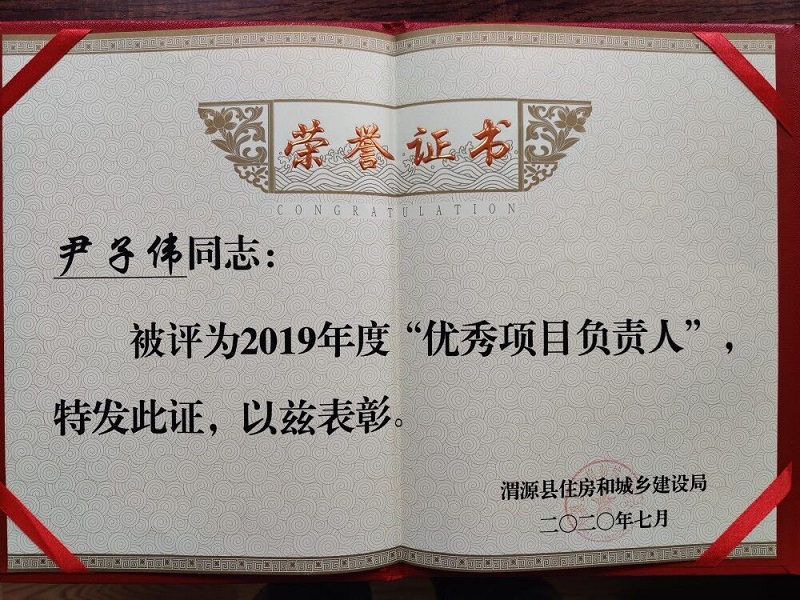 荣誉证书
CONGRATULATION
尹子伟同志：
被评为2019年度“优秀项目负责人”，
特发此证，以兹表彰。
渭源县住房和城乡建设局
二〇二〇年七月